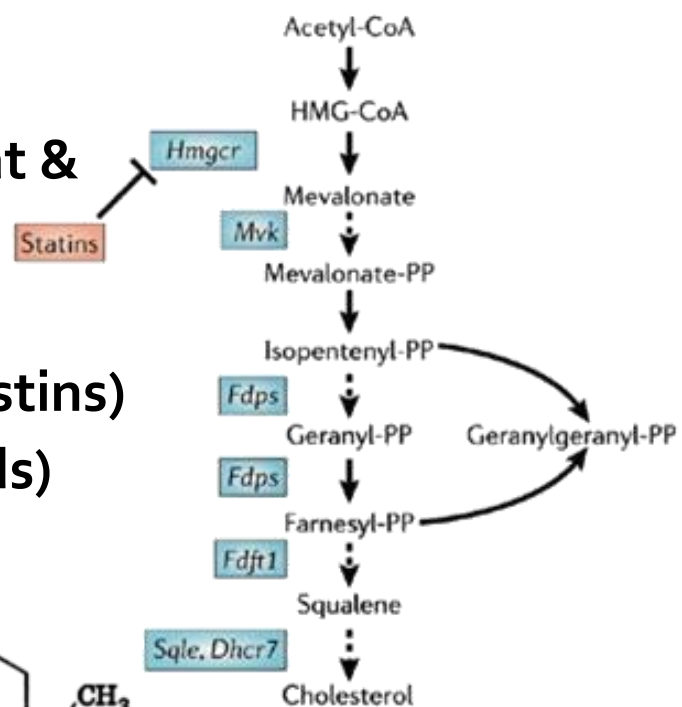 Acetyl-CoA
HMG-CoA
nt &
Hmgcr
Mevalonate
Statins
Mvk
Mevalonate-PP
Isopentenyl-PP
stins)
Fdps
Geranyl-PP
Geranylgeranyl-PP
ls)
Fdps
Farnesyl-PP
Fdft1
Squalene
Sqle, Dhcr7
CH3
Cholesterol